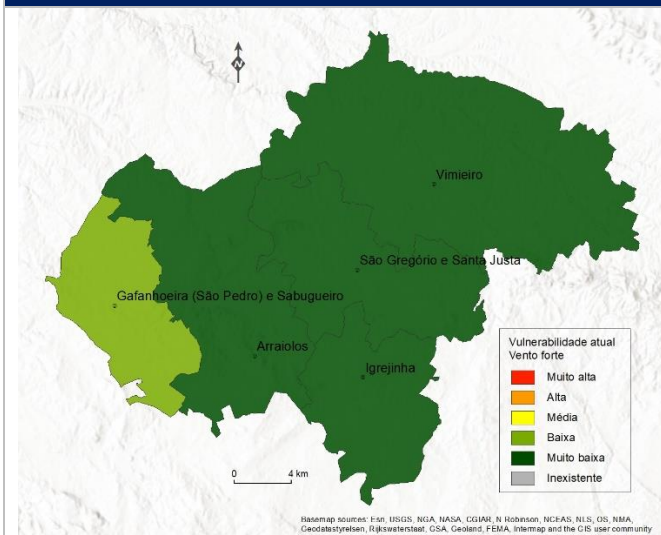 N
Vimieiro
São Gregório e Santa Justa
Gafanhoeira (São Pedro) e Sabugueiro
Arraiolos
Igrejinha
Vulnerabilidade atual
Vento forte
Muito alta
Alta
Média
Baixa
Muito baixa
Inexistente
0 4 km
Basemap sources: Esri, USGS, NGA, NASA, CGIAR, N Robinson, NCEAS, NLS, OS, NMA,
Geodatastyrelsen, Rijkswaterstaat, GSA, Geoland, FEMA, Intermap and the GIS user community